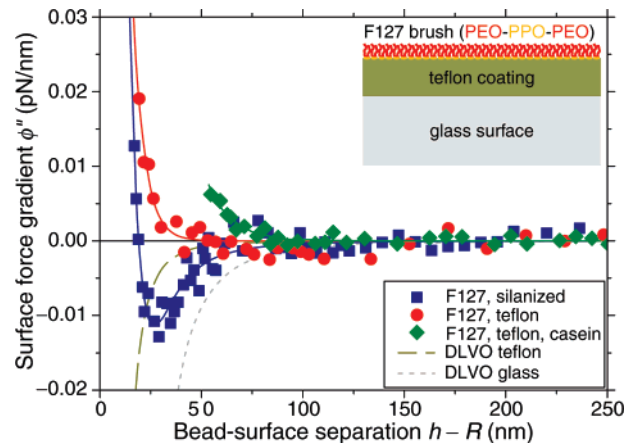 F127 brush (PEO-PPO-PEO)
teflon coating
glass surface
Surface force gradient ϕ" (pN/nm)
0.03
0.02
0.01
0.00
−0.01
−0.02
F127, silanized
F127, teflon
F127, teflon, casein
DLVO teflon
DLVO glass
0 50 100 150 200 250
Bead-surface separation h – R (nm)